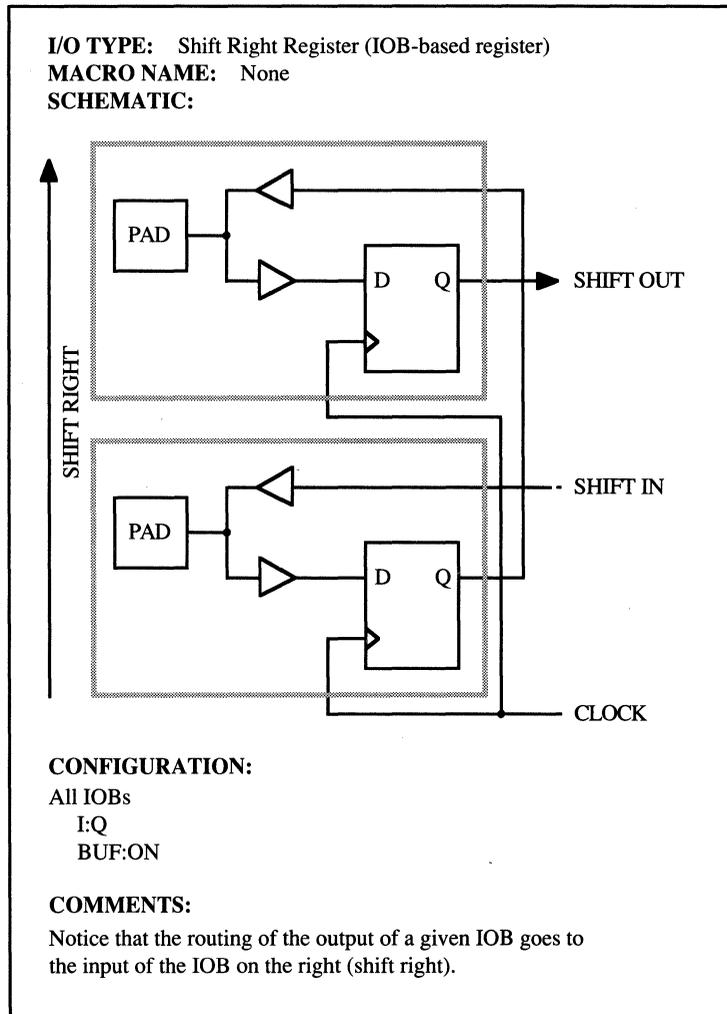 I/O TYPE: Shift Right Register (IOB-based register)
MACRO NAME: None
SCHEMATIC:
PAD
D Q
SHIFT OUT
SHIFT RIGHT
SHIFT IN
PAD
D Q
CLOCK
CONFIGURATION:
All IOBs
I:Q
BUF:ON
COMMENTS:
Notice that the routing of the output of a given IOB goes to
the input of the IOB on the right (shift right).